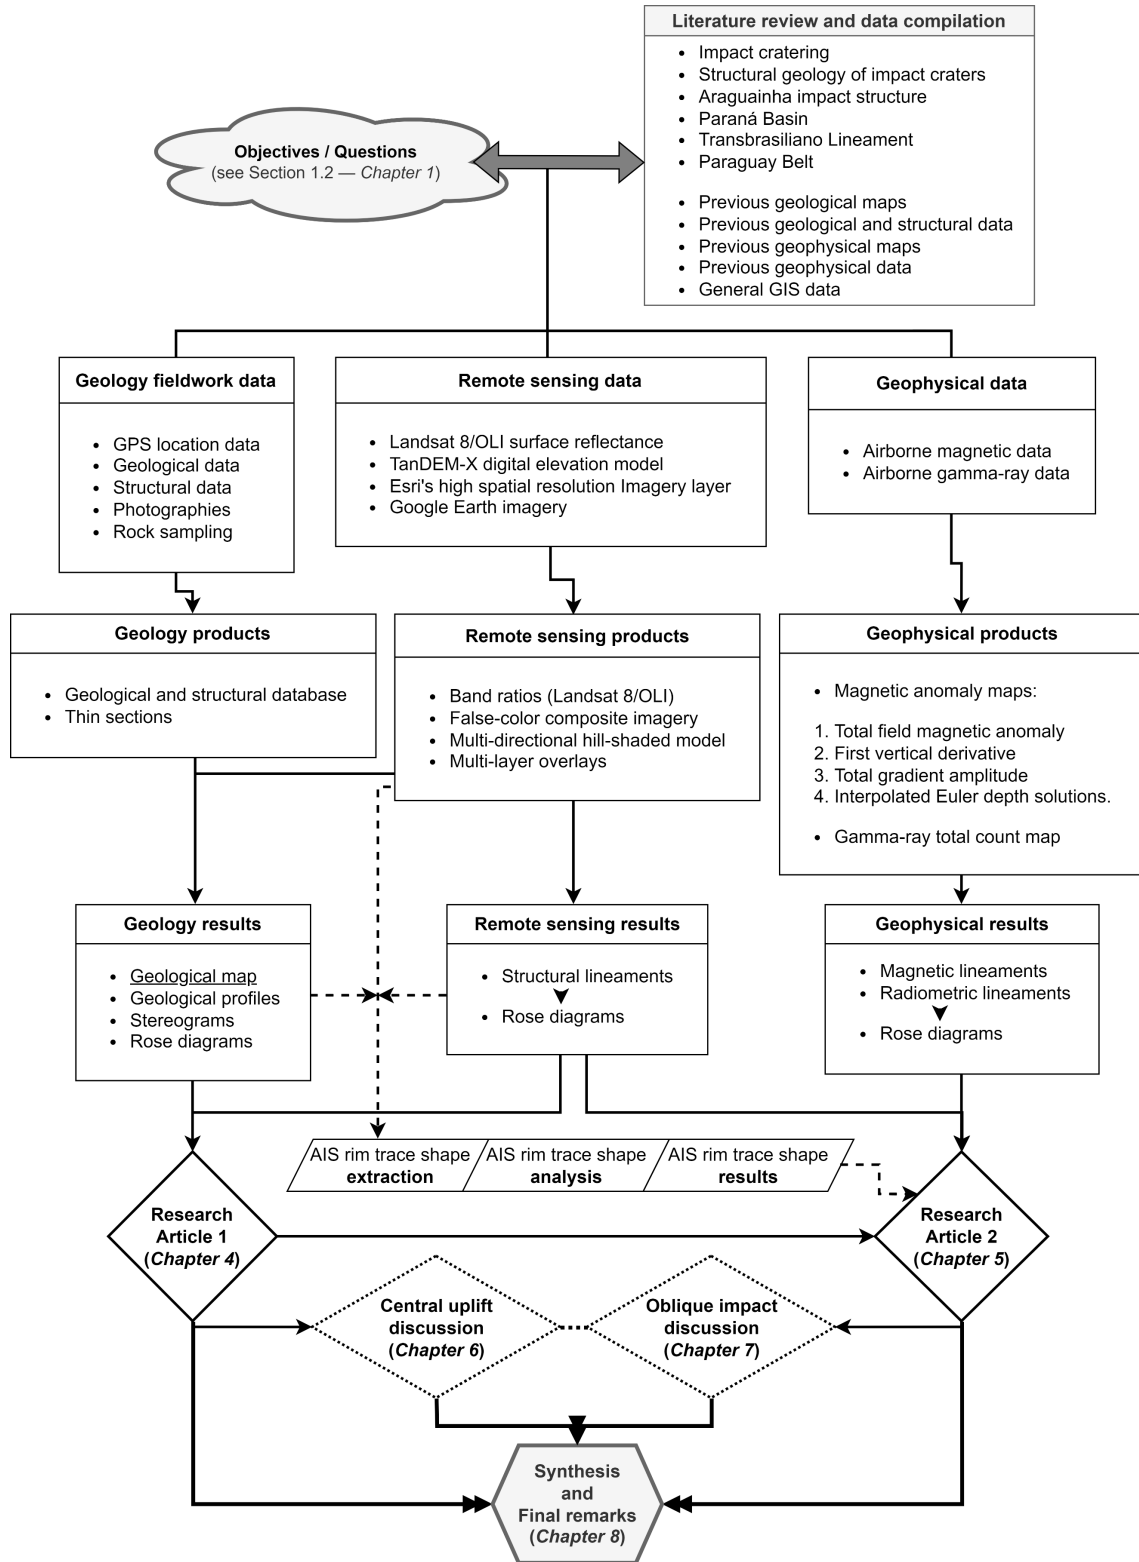 Literature review and data compilation
• Impact cratering
• Structural geology of impact craters
• Araguainha impact structure
• Paraná Basin
• Transbrasiliano Lineament
• Paraguay Belt
• Previous geological maps
• Previous geological and structural data
• Previous geophysical maps
• Previous geophysical data
• General GIS data
Objectives / Questions
(see Section 1.2 — Chapter 1)
Geology fieldwork data
• GPS location data
• Geological data
• Structural data
• Photographies
• Rock sampling
Remote sensing data
• Landsat 8/OLI surface reflectance
• TanDEM-X digital elevation model
• Esri's high spatial resolution Imagery layer
• Google Earth imagery
Geophysical data
• Airborne magnetic data
• Airborne gamma-ray data
Geology products
• Geological and structural database
• Thin sections
Remote sensing products
• Band ratios (Landsat 8/OLI)
• False-color composite imagery
• Multi-directional hill-shaded model
• Multi-layer overlays
Geophysical products
• Magnetic anomaly maps:
1. Total field magnetic anomaly
2. First vertical derivative
3. Total gradient amplitude
4. Interpolated Euler depth solutions.
• Gamma-ray total count map
Geology results
• Geological map
• Geological profiles
• Stereograms
• Rose diagrams
Remote sensing results
• Structural lineaments
• Rose diagrams
Geophysical results
• Magnetic lineaments
• Radiometric lineaments
• Rose diagrams
AIS rim trace shape
extraction
AIS rim trace shape
analysis
AIS rim trace shape
results
Research
Article 1
(Chapter 4)
Research
Article 2
(Chapter 5)
Central uplift
discussion
(Chapter 6)
Oblique impact
discussion
(Chapter 7)
Synthesis
and
Final remarks
(Chapter 8)